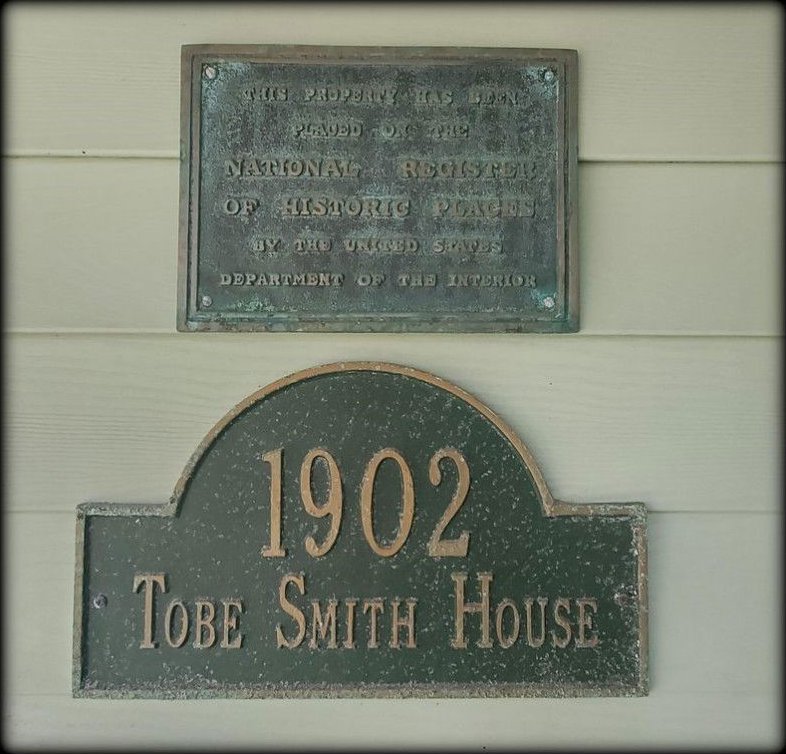 THIS PROPERTY HAS BEEN
PLACED ON THE
NATIONAL REGISTER
OF HISTORIC PLACES
BY THE UNITED STATES
DEPARTMENT OF THE INTERIOR
1902
TOBE SMITH HOUSE